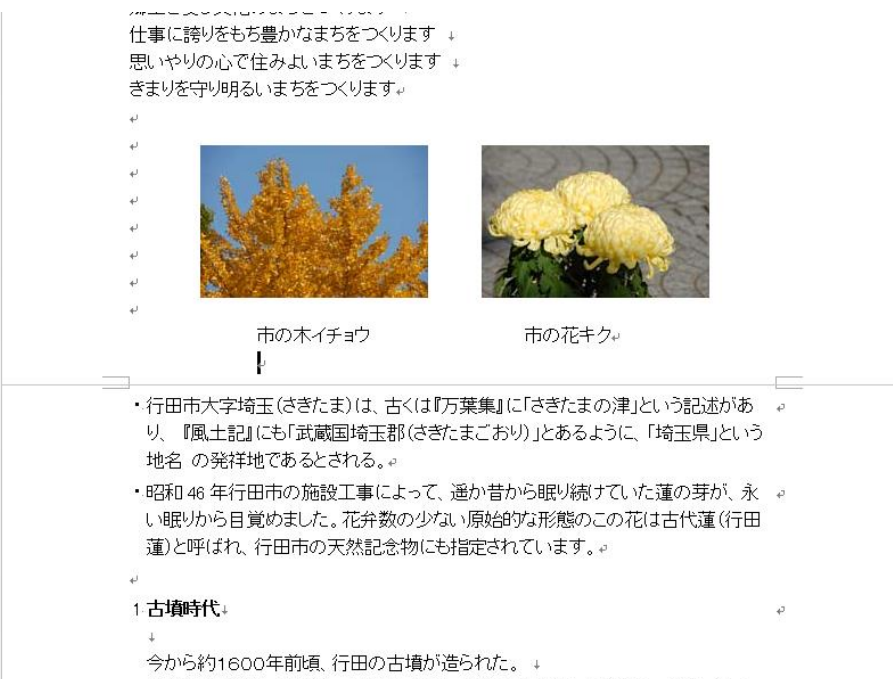 仕事に誇りをもち豊かなまちをつくります ↓
思いやりの心で住みよいまちをつくります ↓
きまりを守り明るいまちをつくります↵
市の木イチョウ 市の花キク↵
・行田市大字埼玉(さきたま)は、古くは『万葉集』に「さきたまの津」という記述があ
り、『風土記』にも「武蔵国埼玉郡(さきたまごおり)」とあるように、「埼玉県」という
地名 の発祥地であるとされる。↵
・昭和 46 年行田市の施設工事によって、遥か昔から眠り続けていた蓮の芽が、永
い眠りから目覚めました。花弁数の少ない原始的な形態のこの花は古代蓮(行田
蓮)と呼ばれ、行田市の天然記念物にも指定されています。↵
1 古墳時代↓
今から約1600年前頃、行田の古墳が造られた。 ↓